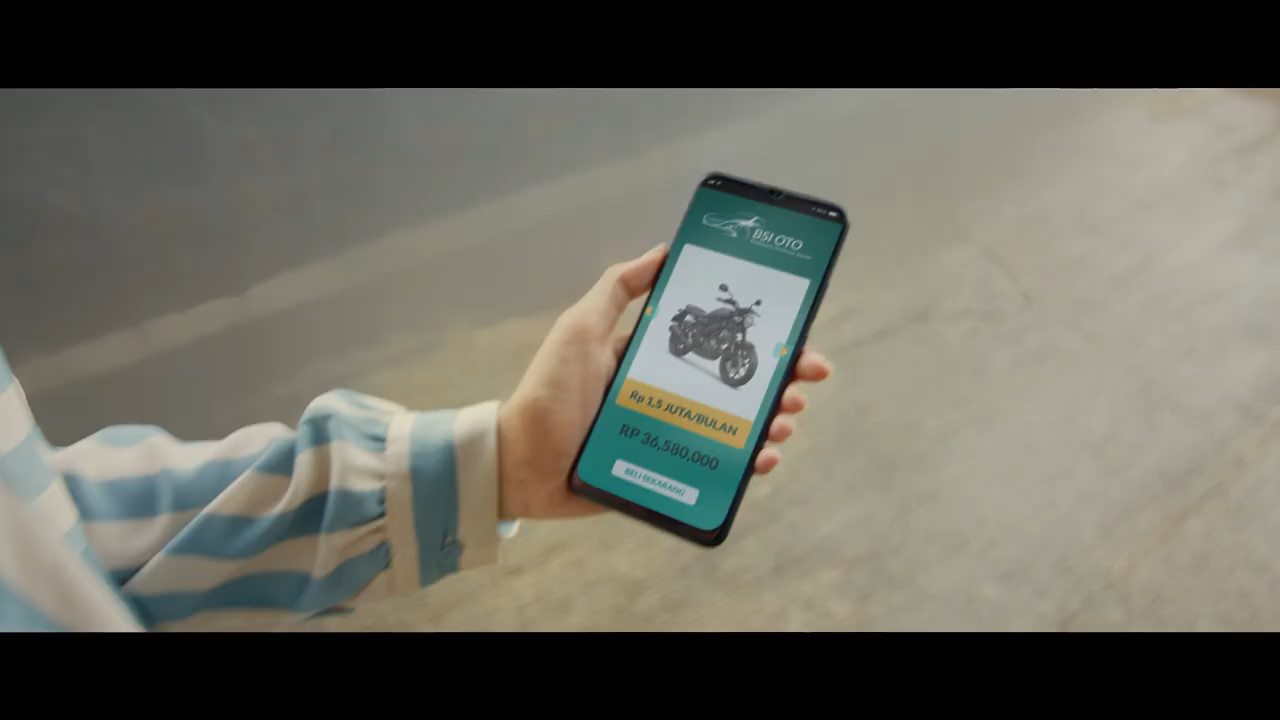 BSI OTO
Rp 1,5 JUTA/BULAN
RP 36,580,000
BELI SEKARANG